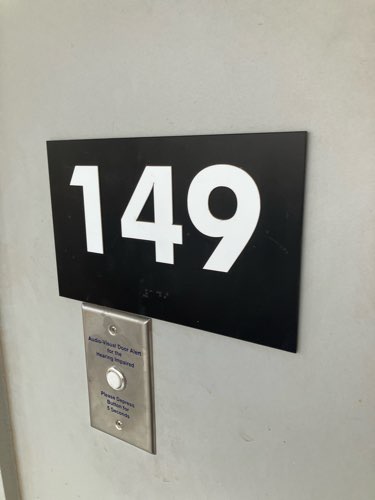 149
Audio-Visual Door Alert
for the
Hearing Impaired
Please Depress
Button for
5 Seconds